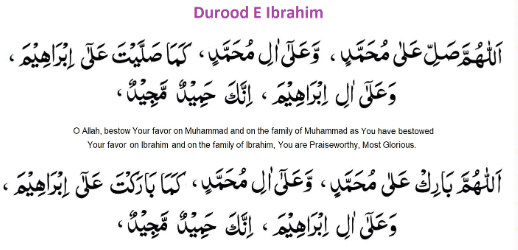 Durood E Ibrahim
اَللّٰهُمَّ صَلِّ عَلٰى مُحَمَّدٍ، وَّعَلٰٓى اٰلِ مُحَمَّدٍ، كَمَا صَلَّيْتَ عَلٰٓى اِبْرَاهِيْمَ،
وَعَلٰٓى اٰلِ اِبْرَاهِيْمَ، اِنَّكَ حَمِيْدٌ مَّجِيْدٌ،
O Allah, bestow Your favor on Muhammad and on the family of Muhammad as You have bestowed
Your favor on Ibrahim and on the family of Ibrahim, You are Praiseworthy, Most Glorious.
اَللّٰهُمَّ بَارِكْ عَلٰى مُحَمَّدٍ، وَّعَلٰٓى اٰلِ مُحَمَّدٍ، كَمَا بَارَكْتَ عَلٰٓى اِبْرَاهِيْمَ،
وَعَلٰٓى اٰلِ اِبْرَاهِيْمَ، اِنَّكَ حَمِيْدٌ مَّجِيْدٌ،